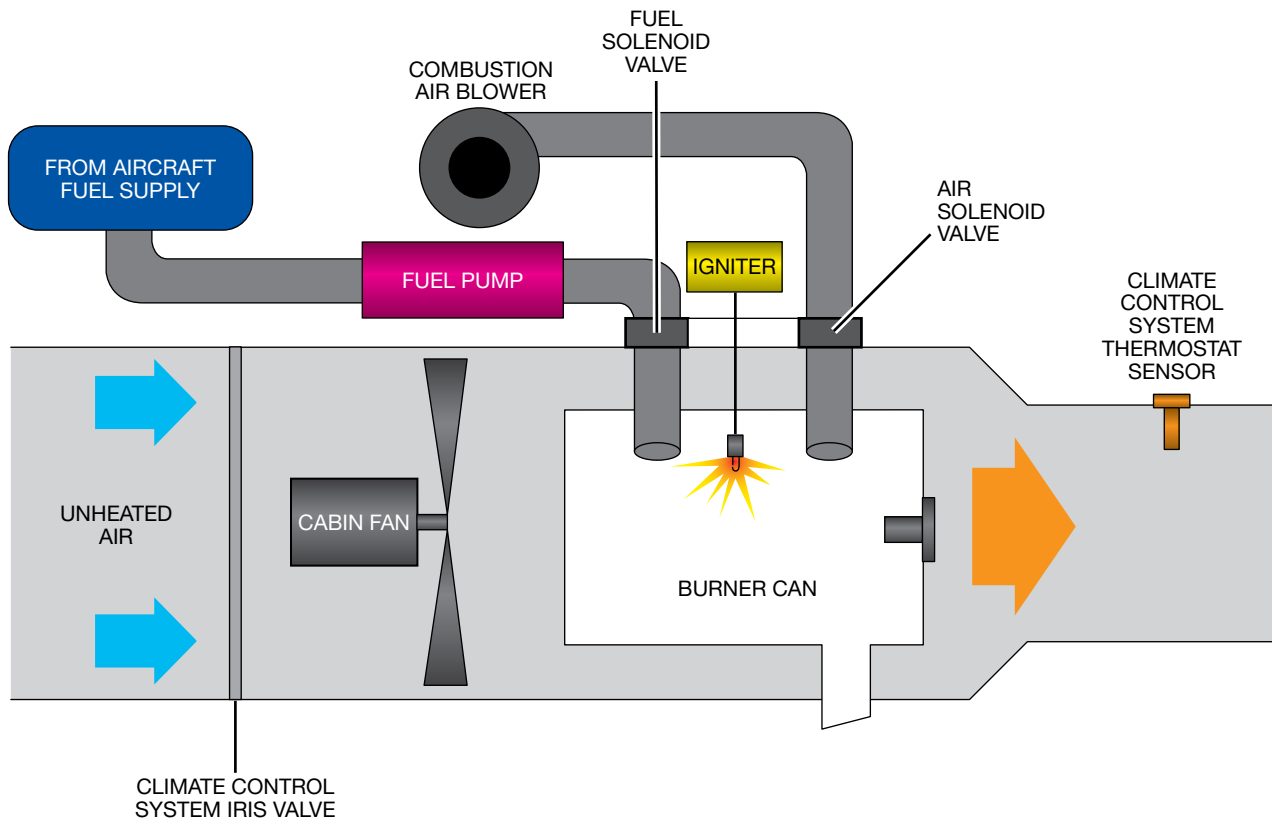 FUEL
SOLENOID
VALVE
COMBUSTION
AIR BLOWER
FROM AIRCRAFT
FUEL SUPPLY
AIR
SOLENOID
VALVE
FUEL PUMP
IGNITER
CLIMATE
CONTROL
SYSTEM
THERMOSTAT
SENSOR
UNHEATED
AIR
CABIN FAN
BURNER CAN
CLIMATE CONTROL
SYSTEM IRIS VALVE